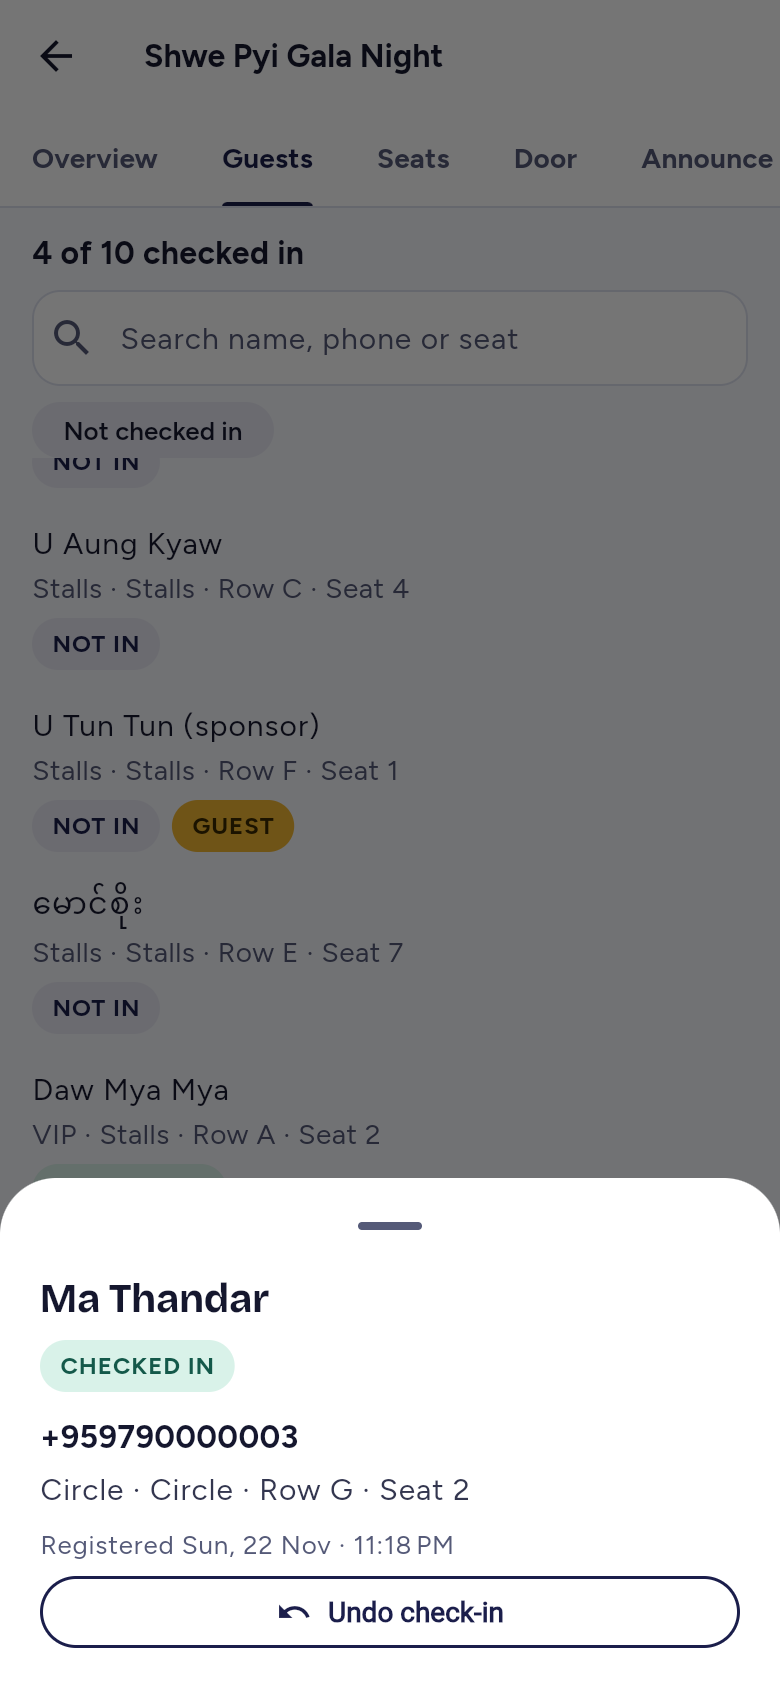 Shwe Pyi Gala Night
Overview Guests Seats Door Announce
4 of 10 checked in
Search name, phone or seat
Not checked in
NOT IN
U Aung Kyaw
Stalls · Stalls · Row C · Seat 4
NOT IN
U Tun Tun (sponsor)
Stalls · Stalls · Row F · Seat 1
NOT IN GUEST
မောင်စိုး
Stalls · Stalls · Row E · Seat 7
NOT IN
Daw Mya Mya
VIP · Stalls · Row A · Seat 2
Ma Thandar
CHECKED IN
+959790000003
Circle · Circle · Row G · Seat 2
Registered Sun, 22 Nov · 11:18 PM
Undo check-in